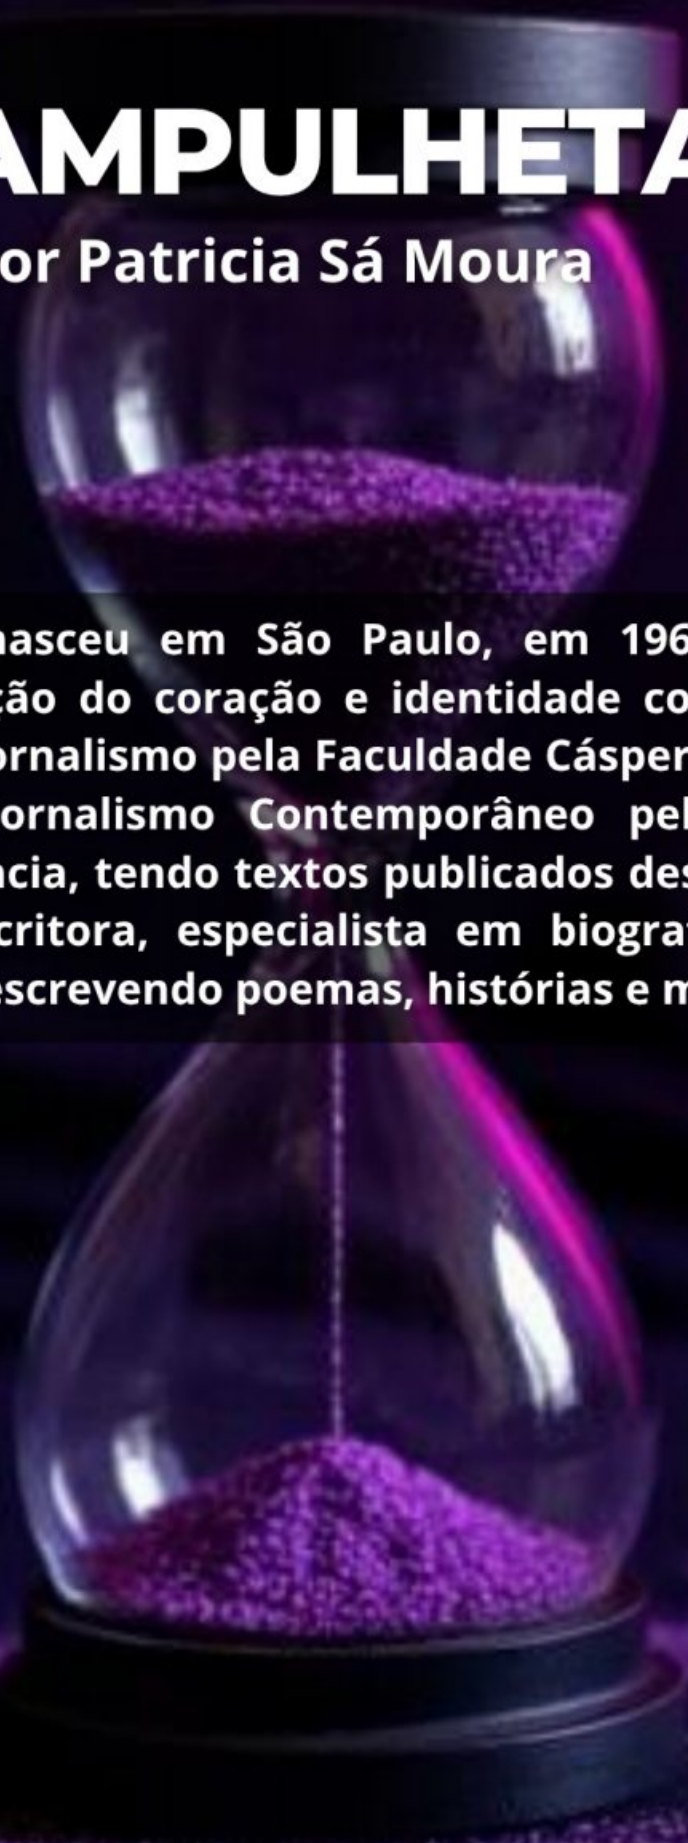 AMPULHETA
or Patricia Sá Moura
nasceu em São Paulo, em 196
ção do coração e identidade co
ornalismo pela Faculdade Cásper
ornalismo Contemporâneo pel
ncia, tendo textos publicados des
critora, especialista em biogra
escrevendo poemas, histórias e m